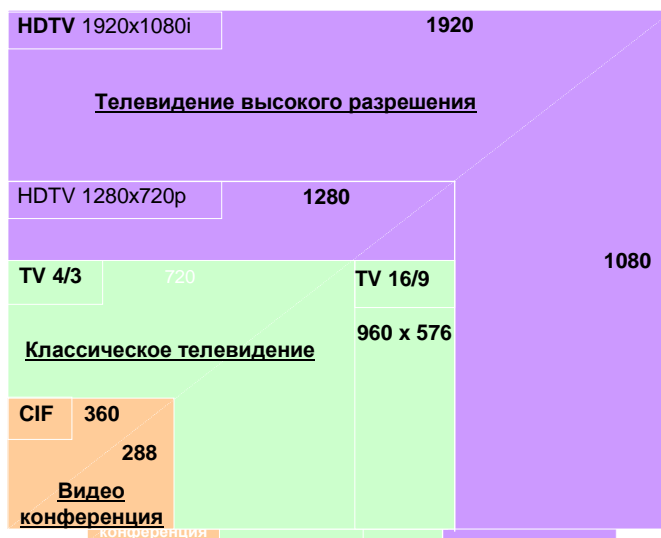 HDTV 1920x1080i
1920
Телевидение высокого разрешения
HDTV 1280x720p
1280
1080
TV 4/3
720
TV 16/9
960 x 576
Классическое телевидение
CIF
360
288
Видео
конференция
конференция